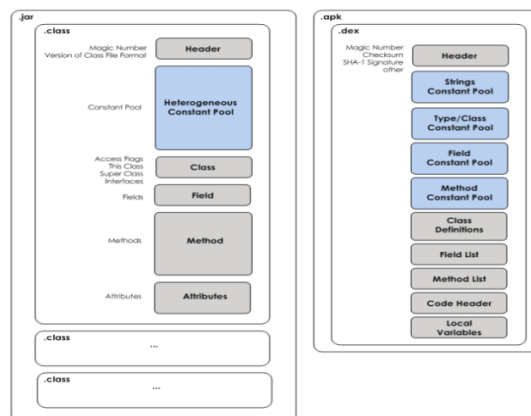 .jar
.class
Magic Number
Version of Class File Format
Header
Constant Pool
Heterogeneous
Constant Pool
Access Flags
This Class
Super Class
Interfaces
Class
Fields
Field
Methods
Method
Attributes
Attributes
.class
...
.class
...
.apk
.dex
Magic Number
Checksum
SHA-1 Signature
other
Header
Strings
Constant Pool
Type/Class
Constant Pool
Field
Constant Pool
Method
Constant Pool
Class
Definitions
Field List
Method List
Code Header
Local
Variables